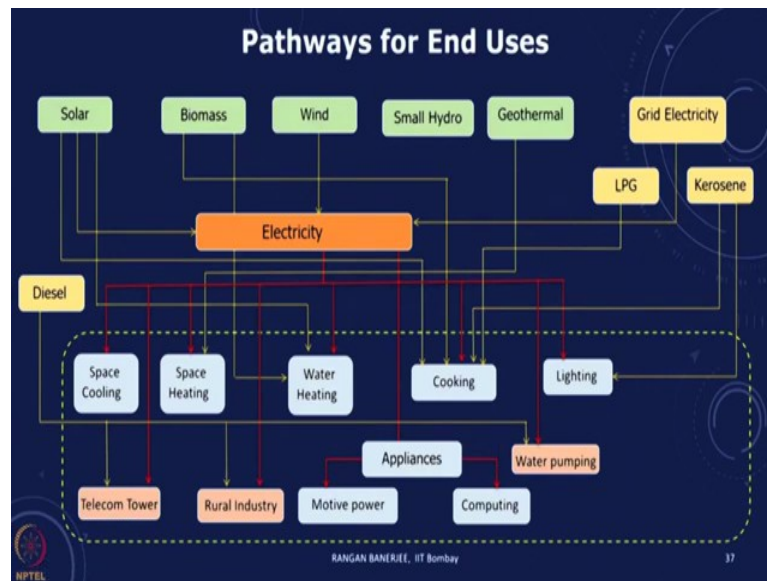 Pathways for End Uses
Solar
Biomass
Wind
Small Hydro
Geothermal
Grid Electricity
LPG
Kerosene
Electricity
Diesel
Space
Cooling
Space
Heating
Water
Heating
Cooking
Lighting
Appliances
Water pumping
Telecom Tower
Rural Industry
Motive power
Computing
NPTEL
RANGAN BANERJEE, IIT Bombay
37